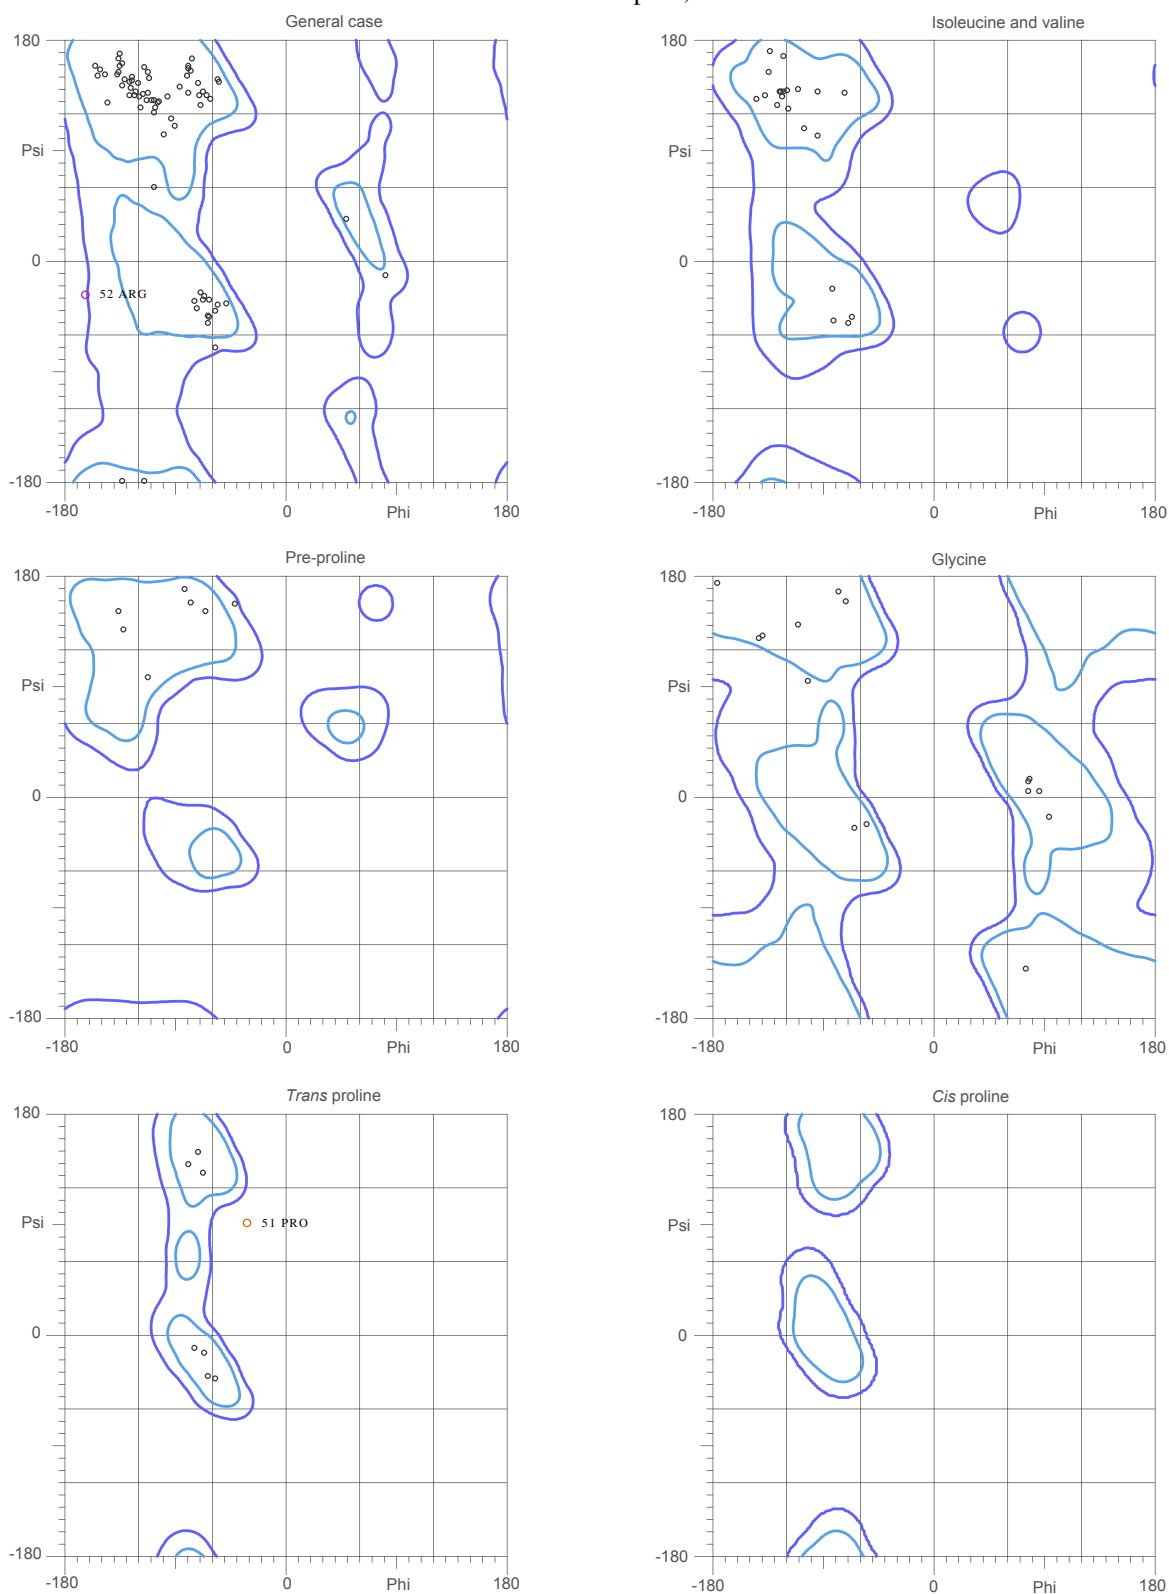 General case
Isoleucine and valine
180
180
Psi
Psi
52 ARG
0
0
-180
-180
-180
0
Phi
180
-180
0
Phi
180
Pre-proline
Glycine
180
180
Psi
Psi
0
0
-180
-180
-180
0
Phi
180
-180
0
Phi
180
Trans proline
Cis proline
180
180
Psi
51 PRO
Psi
0
0
-180
-180
-180
0
Phi
180
-180
0
Phi
180